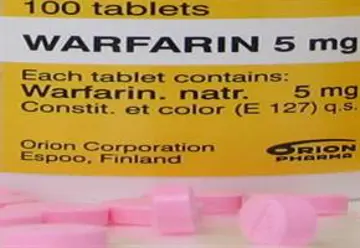 100 tablets
WARFARIN 5 mg
Each tablet contains:
Warfarin. natr. 5 mg
Constit. et color (E 127) q.s.
Orion Corporation
Espoo, Finland
ORION
PHARMA